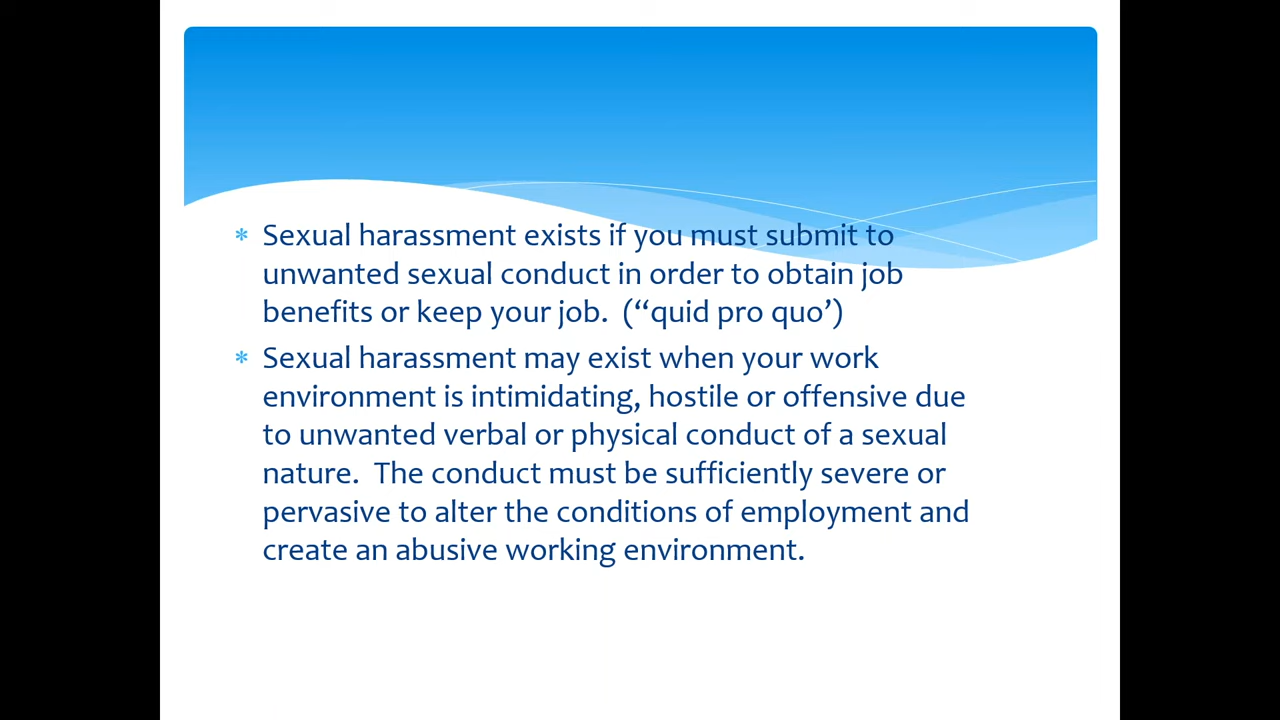 * Sexual harassment exists if you must submit to
unwanted sexual conduct in order to obtain job
benefits or keep your job.  (“quid pro quo’)
* Sexual harassment may exist when your work
environment is intimidating, hostile or offensive due
to unwanted verbal or physical conduct of a sexual
nature.  The conduct must be sufficiently severe or
pervasive to alter the conditions of employment and
create an abusive working environment.